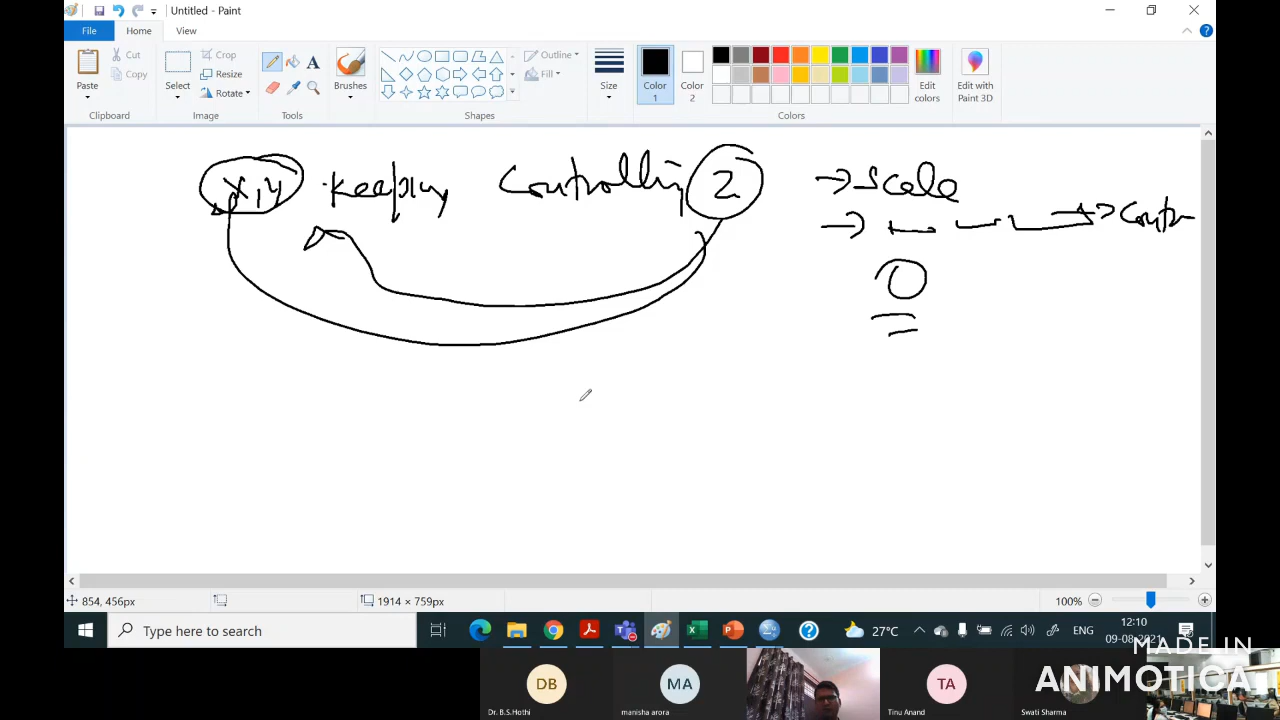 Untitled - Paint
File Home View
Cut
Copy
Paste
Clipboard
Crop
Resize
Rotate
Select
Image
A
Tools
Brushes
Outline
Fill
Shapes
Size
Color 1
Color 2
Edit colors
Colors
Edit with Paint 3D
x,y keeping Controlling z → Scale
→
854, 456px
1914 × 759px
100%
Type here to search
27°C
ENG
12:10
09-08-2021
MADE IN
ANIMOTICA
DB
Dr. B.S.Hothi
MA
manisha arora
TA
Tinu Anand
Swati Sharma